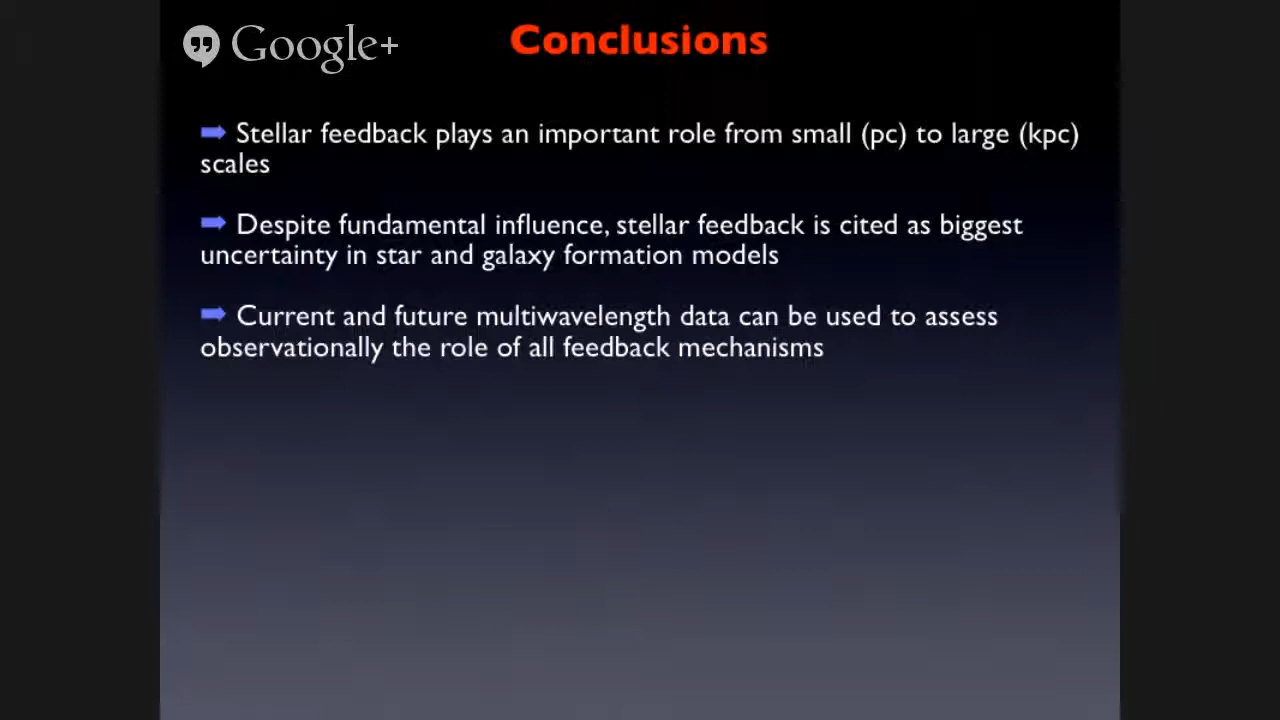 Google+
Conclusions
➡ Stellar feedback plays an important role from small (pc) to large (kpc)
scales
➡ Despite fundamental influence, stellar feedback is cited as biggest
uncertainty in star and galaxy formation models
➡ Current and future multiwavelength data can be used to assess
observationally the role of all feedback mechanisms